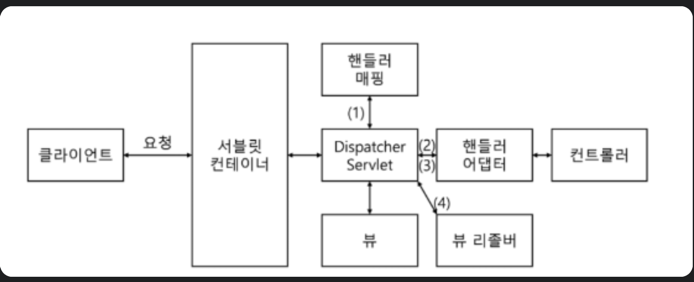 핸들러
매핑
(1)
클라이언트
요청
서블릿
컨테이너
Dispatcher
Servlet
(2)
(3)
핸들러
어댑터
컨트롤러
(4)
뷰
뷰 리졸버